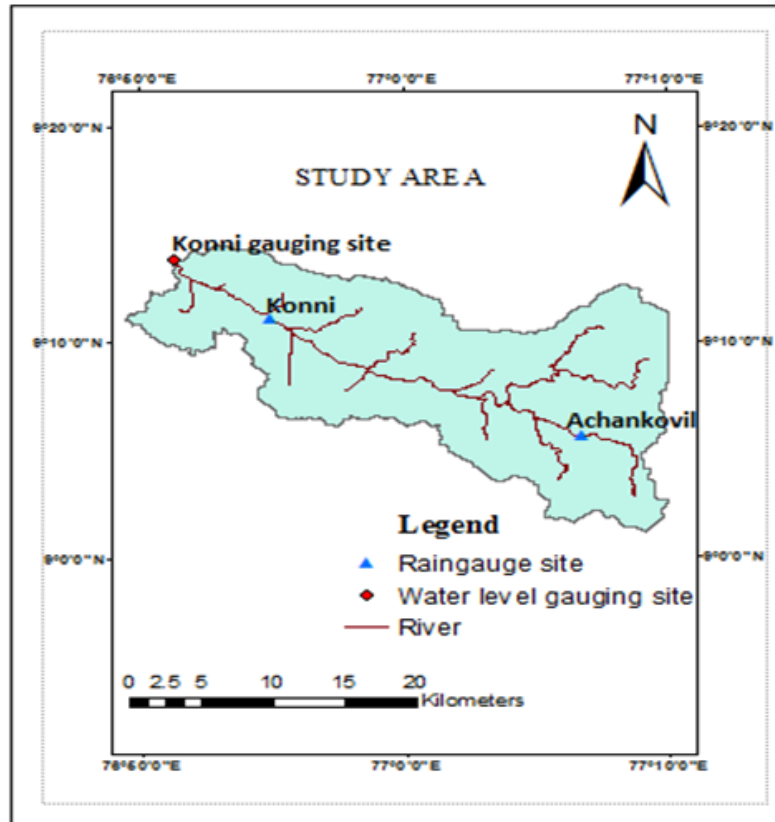 76°50'0"E 77°0'0"E 77°10'0"E
9°20'0"N 9°20'0"N
N
STUDY AREA
Konni gauging site
Konni
9°10'0"N 9°10'0"N
Achankovil
Legend
9°0'0"N 9°0'0"N
Raingauge site
Water level gauging site
River
0 2.5 5 10 15 20
Kilometers
76°50'0"E 77°0'0"E 77°10'0"E